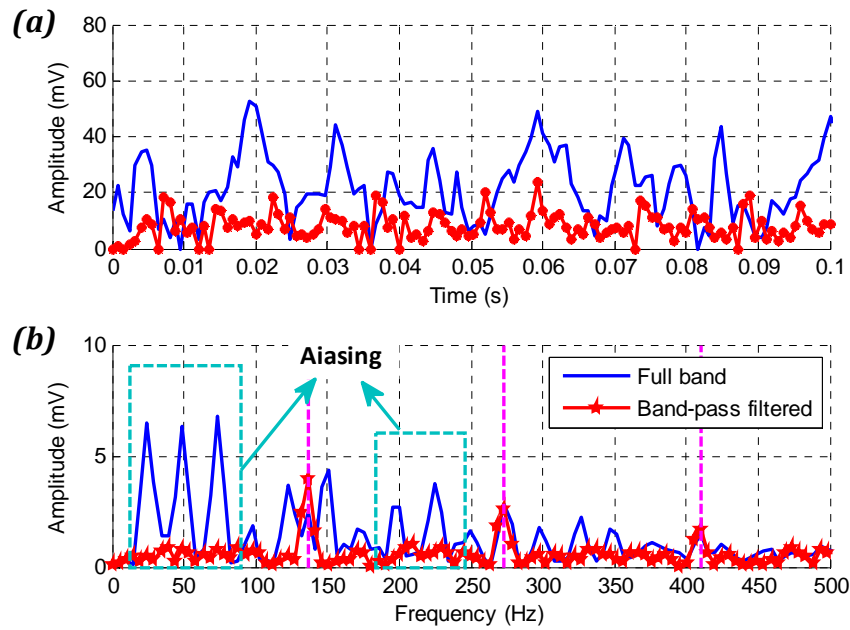 (a)
80
60
40
20
0
Amplitude (mV)
0 0.01 0.02 0.03 0.04 0.05 0.06 0.07 0.08 0.09 0.1
Time (s)
(b)
10
5
0
Amplitude (mV)
Aiasing
Full band
Band-pass filtered
0 50 100 150 200 250 300 350 400 450 500
Frequency (Hz)